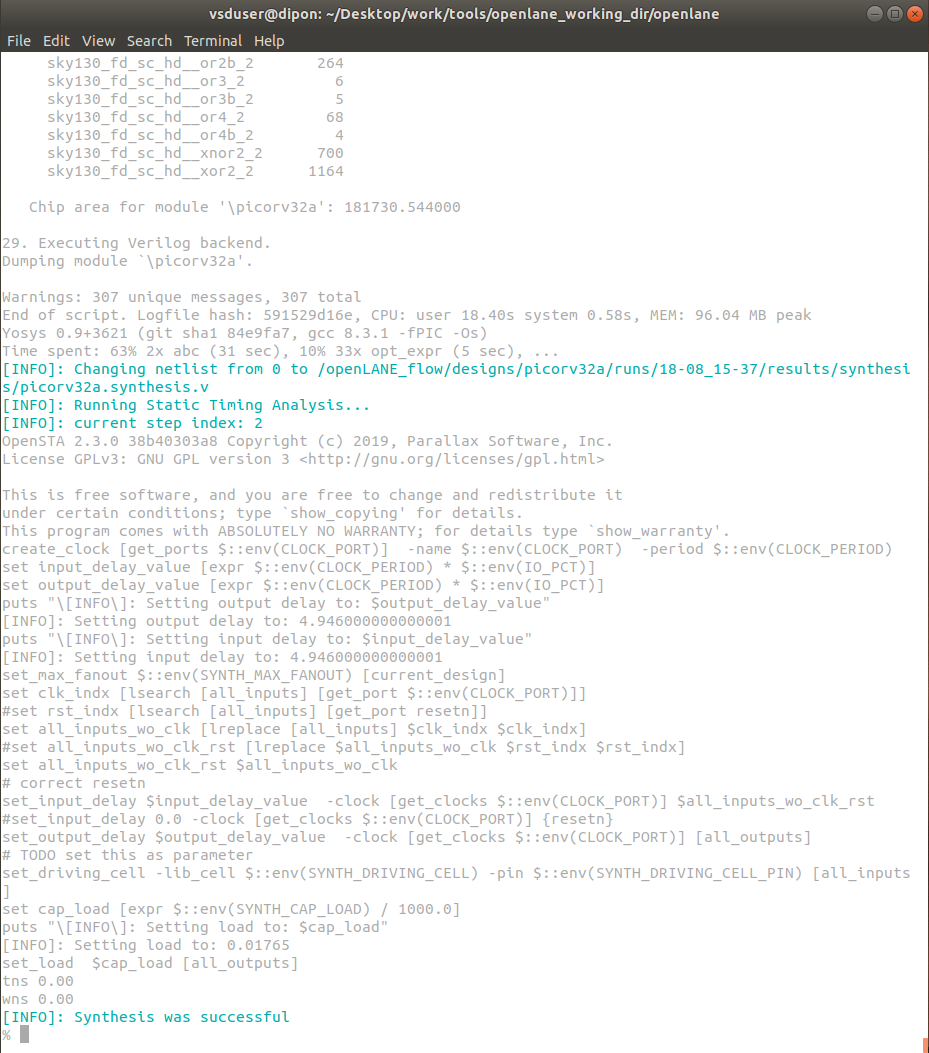 vsduser@dipon: ~/Desktop/work/tools/openlane_working_dir/openlane
File Edit View Search Terminal Help
sky130_fd_sc_hd__or2b_2 264
sky130_fd_sc_hd__or3_2 6
sky130_fd_sc_hd__or3b_2 5
sky130_fd_sc_hd__or4_2 68
sky130_fd_sc_hd__or4b_2 4
sky130_fd_sc_hd__xnor2_2 700
sky130_fd_sc_hd__xor2_2 1164
Chip area for module '\picorv32a': 181730.544000
29. Executing Verilog backend.
Dumping module `\picorv32a'.
Warnings: 307 unique messages, 307 total
End of script. Logfile hash: 591529d16e, CPU: user 18.40s system 0.58s, MEM: 96.04 MB peak
Yosys 0.9+3621 (git sha1 84e9fa7, gcc 8.3.1 -fPIC -Os)
Time spent: 63% 2x abc (31 sec), 10% 33x opt_expr (5 sec), ...
[INFO]: Changing netlist from 0 to /openLANE_flow/designs/picorv32a/runs/18-08_15-37/results/synthesi
s/picorv32a.synthesis.v
[INFO]: Running Static Timing Analysis...
[INFO]: current step index: 2
OpenSTA 2.3.0 38b40303a8 Copyright (c) 2019, Parallax Software, Inc.
License GPLv3: GNU GPL version 3 <http://gnu.org/licenses/gpl.html>
This is free software, and you are free to change and redistribute it
under certain conditions; type `show_copying' for details.
This program comes with ABSOLUTELY NO WARRANTY; for details type `show_warranty'.
create_clock [get_ports $::env(CLOCK_PORT)]  -name $::env(CLOCK_PORT)  -period $::env(CLOCK_PERIOD)
set input_delay_value [expr $::env(CLOCK_PERIOD) * $::env(IO_PCT)]
set output_delay_value [expr $::env(CLOCK_PERIOD) * $::env(IO_PCT)]
puts "\[INFO\]: Setting output delay to: $output_delay_value"
[INFO]: Setting output delay to: 4.946000000000001
puts "\[INFO\]: Setting input delay to: $input_delay_value"
[INFO]: Setting input delay to: 4.946000000000001
set_max_fanout $::env(SYNTH_MAX_FANOUT) [current_design]
set clk_indx [lsearch [all_inputs] [get_port $::env(CLOCK_PORT)]]
#set rst_indx [lsearch [all_inputs] [get_port resetn]]
set all_inputs_wo_clk [lreplace [all_inputs] $clk_indx $clk_indx]
#set all_inputs_wo_clk_rst [lreplace $all_inputs_wo_clk $rst_indx $rst_indx]
set all_inputs_wo_clk_rst $all_inputs_wo_clk
# correct resetn
set_input_delay $input_delay_value  -clock [get_clocks $::env(CLOCK_PORT)] $all_inputs_wo_clk_rst
#set_input_delay 0.0 -clock [get_clocks $::env(CLOCK_PORT)] {resetn}
set_output_delay $output_delay_value  -clock [get_clocks $::env(CLOCK_PORT)] [all_outputs]
# TODO set this as parameter
set_driving_cell -lib_cell $::env(SYNTH_DRIVING_CELL) -pin $::env(SYNTH_DRIVING_CELL_PIN) [all_inputs
]
set cap_load [expr $::env(SYNTH_CAP_LOAD) / 1000.0]
puts "\[INFO\]: Setting load to: $cap_load"
[INFO]: Setting load to: 0.01765
set_load  $cap_load [all_outputs]
tns 0.00
wns 0.00
[INFO]: Synthesis was successful
%